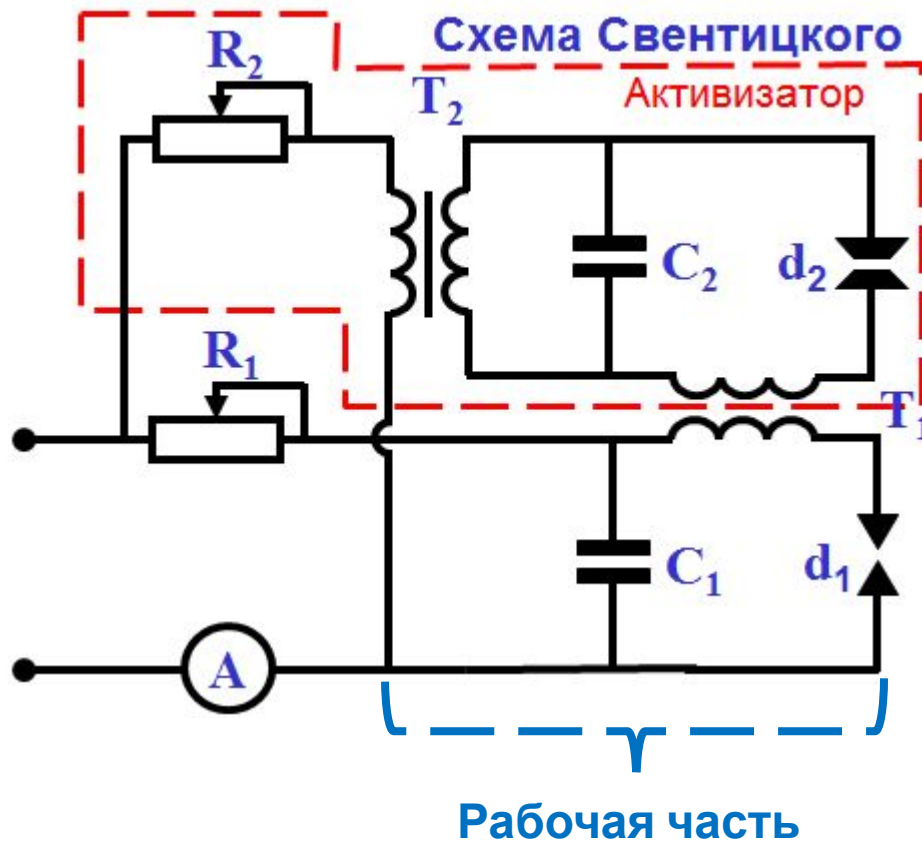 Схема Свентицкого
R₂
T₂
Активизатор
C₂
d₂
R₁
T₁
C₁
d₁
A
Рабочая часть